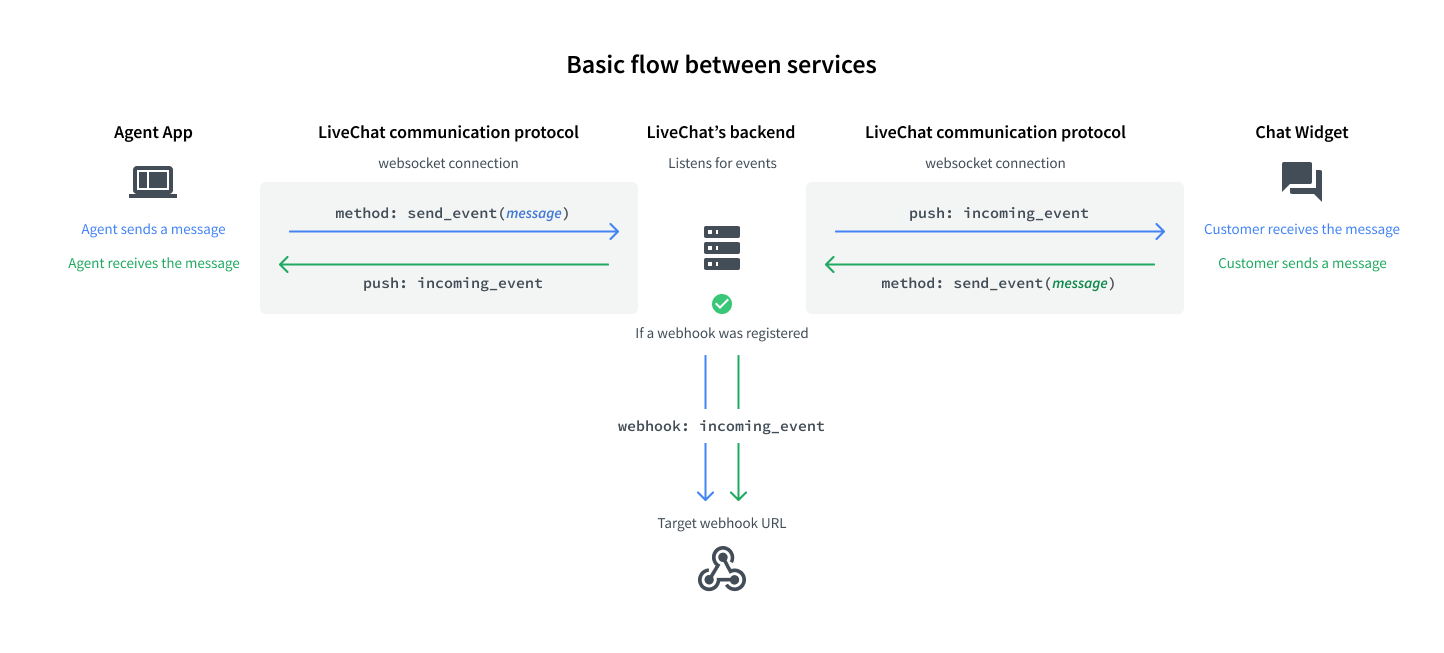 Basic flow between services
Agent App
LiveChat communication protocol
LiveChat's backend
LiveChat communication protocol
Chat Widget
websocket connection
Listens for events
websocket connection
method: send_event(message)
push: incoming_event
Agent sends a message
Customer receives the message
Agent receives the message
Customer sends a message
push: incoming_event
method: send_event(message)
If a webhook was registered
webhook: incoming_event
Target webhook URL